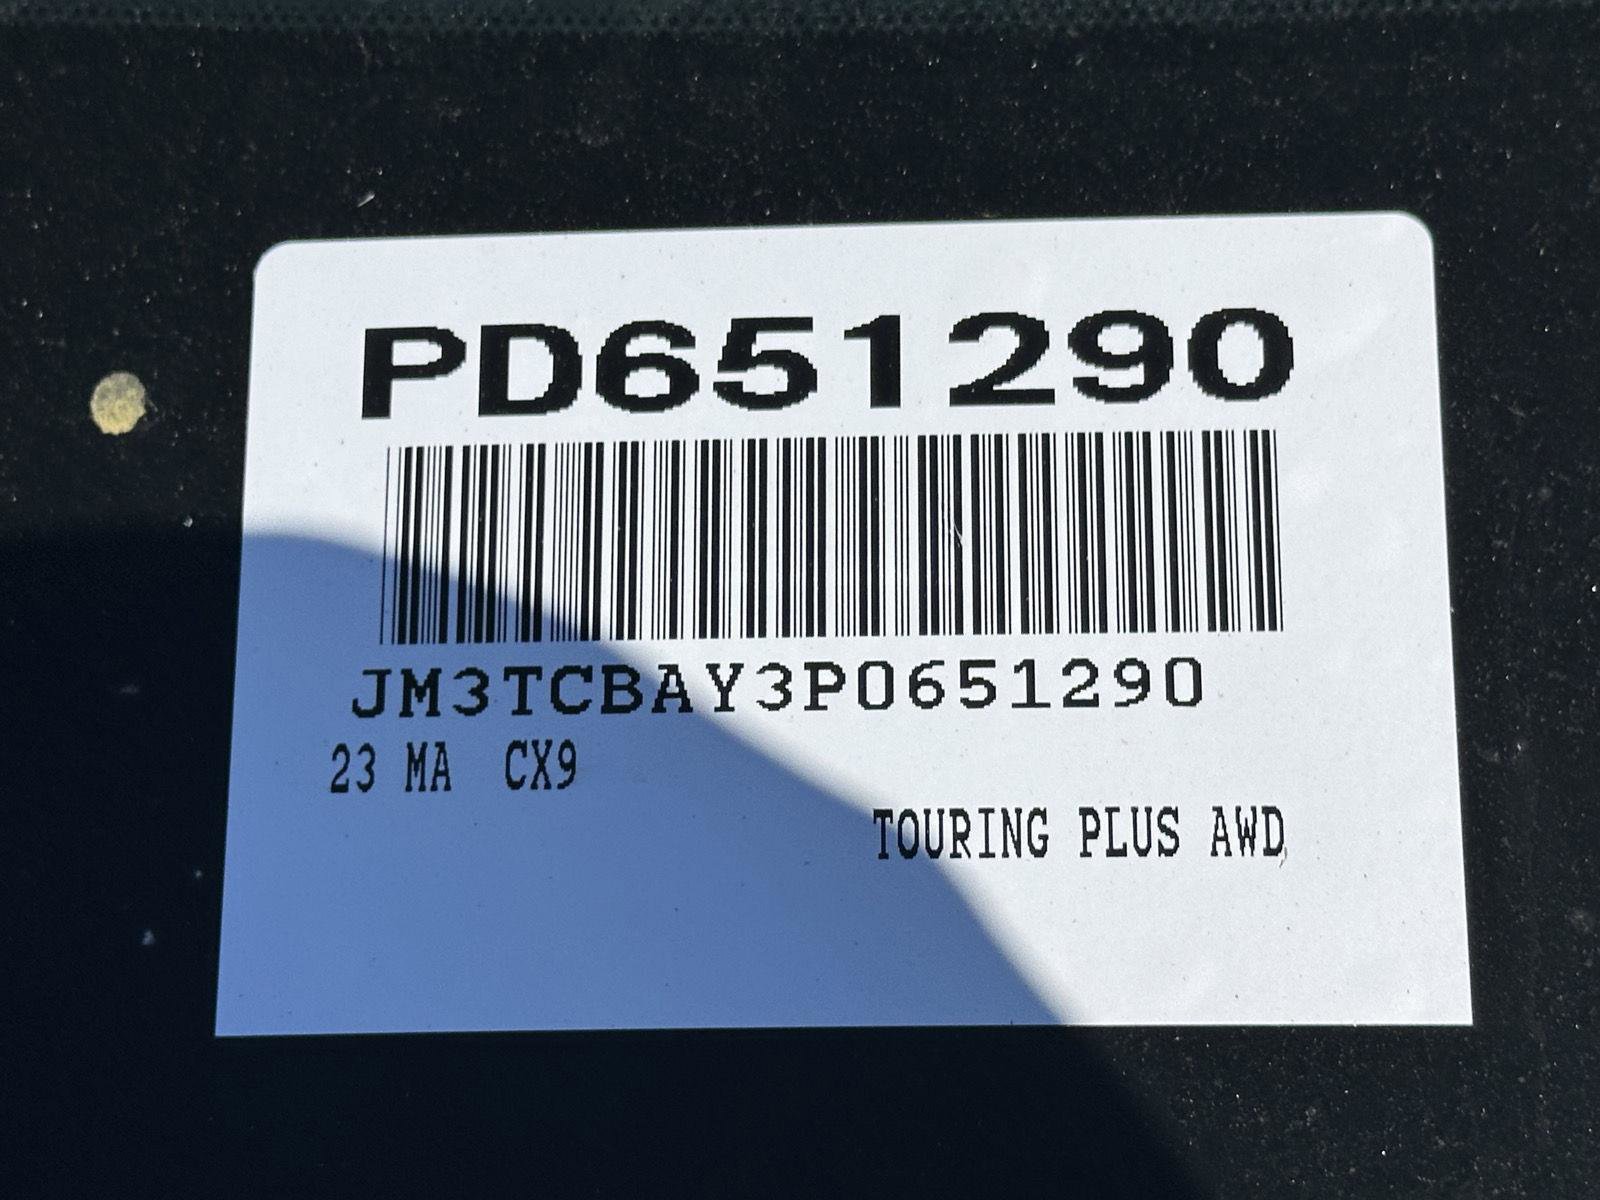 PD651290
JM3TCBAY3P0651290
23 MA CX9
TOURING PLUS AWD